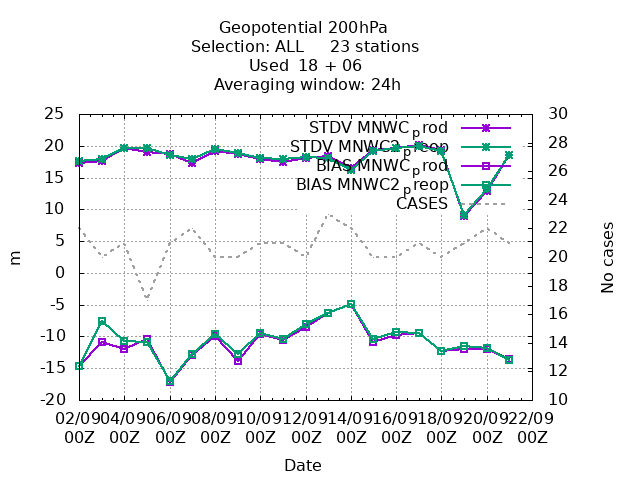 Geopotential 200hPa
Selection: ALL 23 stations
Used 18 + 06
Averaging window: 24h
25 30
20 28
15 26
10 24
5 22
0 20
-5 18
-10 16
-15 14
-20 12
10
m
No cases
STDV MNWC_prod
STDV MNWC2_preop
BIAS MNWC_prod
BIAS MNWC2_preop
CASES
02/09 04/09 06/09 08/09 10/09 12/09 14/09 16/09 18/09 20/09 22/09
00Z 00Z 00Z 00Z 00Z 00Z 00Z 00Z 00Z 00Z 00Z
Date